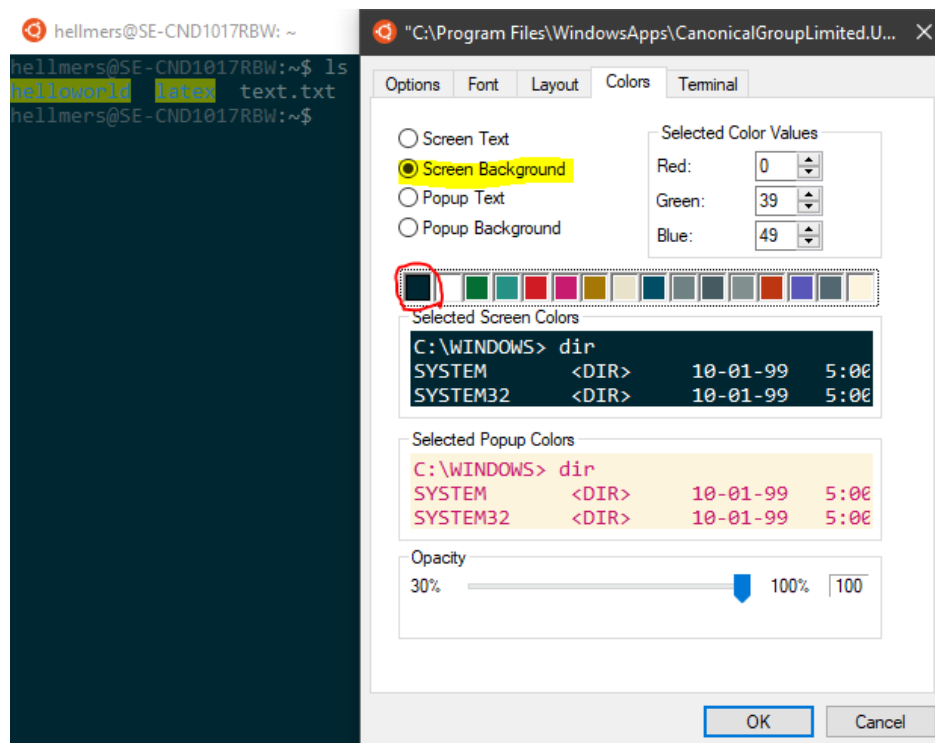 hellmers@SE-CND1017RBW: ~
hellmers@SE-CND1017RBW:~$ ls
helloworld latex text.txt
hellmers@SE-CND1017RBW:~$
"C:\Program Files\WindowsApps\CanonicalGroupLimited.U...
Options Font Layout Colors Terminal
Screen Text
Screen Background
Popup Text
Popup Background
Selected Color Values
Red: 0
Green: 39
Blue: 49
Selected Screen Colors
C:\WINDOWS> dir
SYSTEM <DIR> 10-01-99 5:00
SYSTEM32 <DIR> 10-01-99 5:00
Selected Popup Colors
C:\WINDOWS> dir
SYSTEM <DIR> 10-01-99 5:00
SYSTEM32 <DIR> 10-01-99 5:00
Opacity
30% 100% 100
OK Cancel